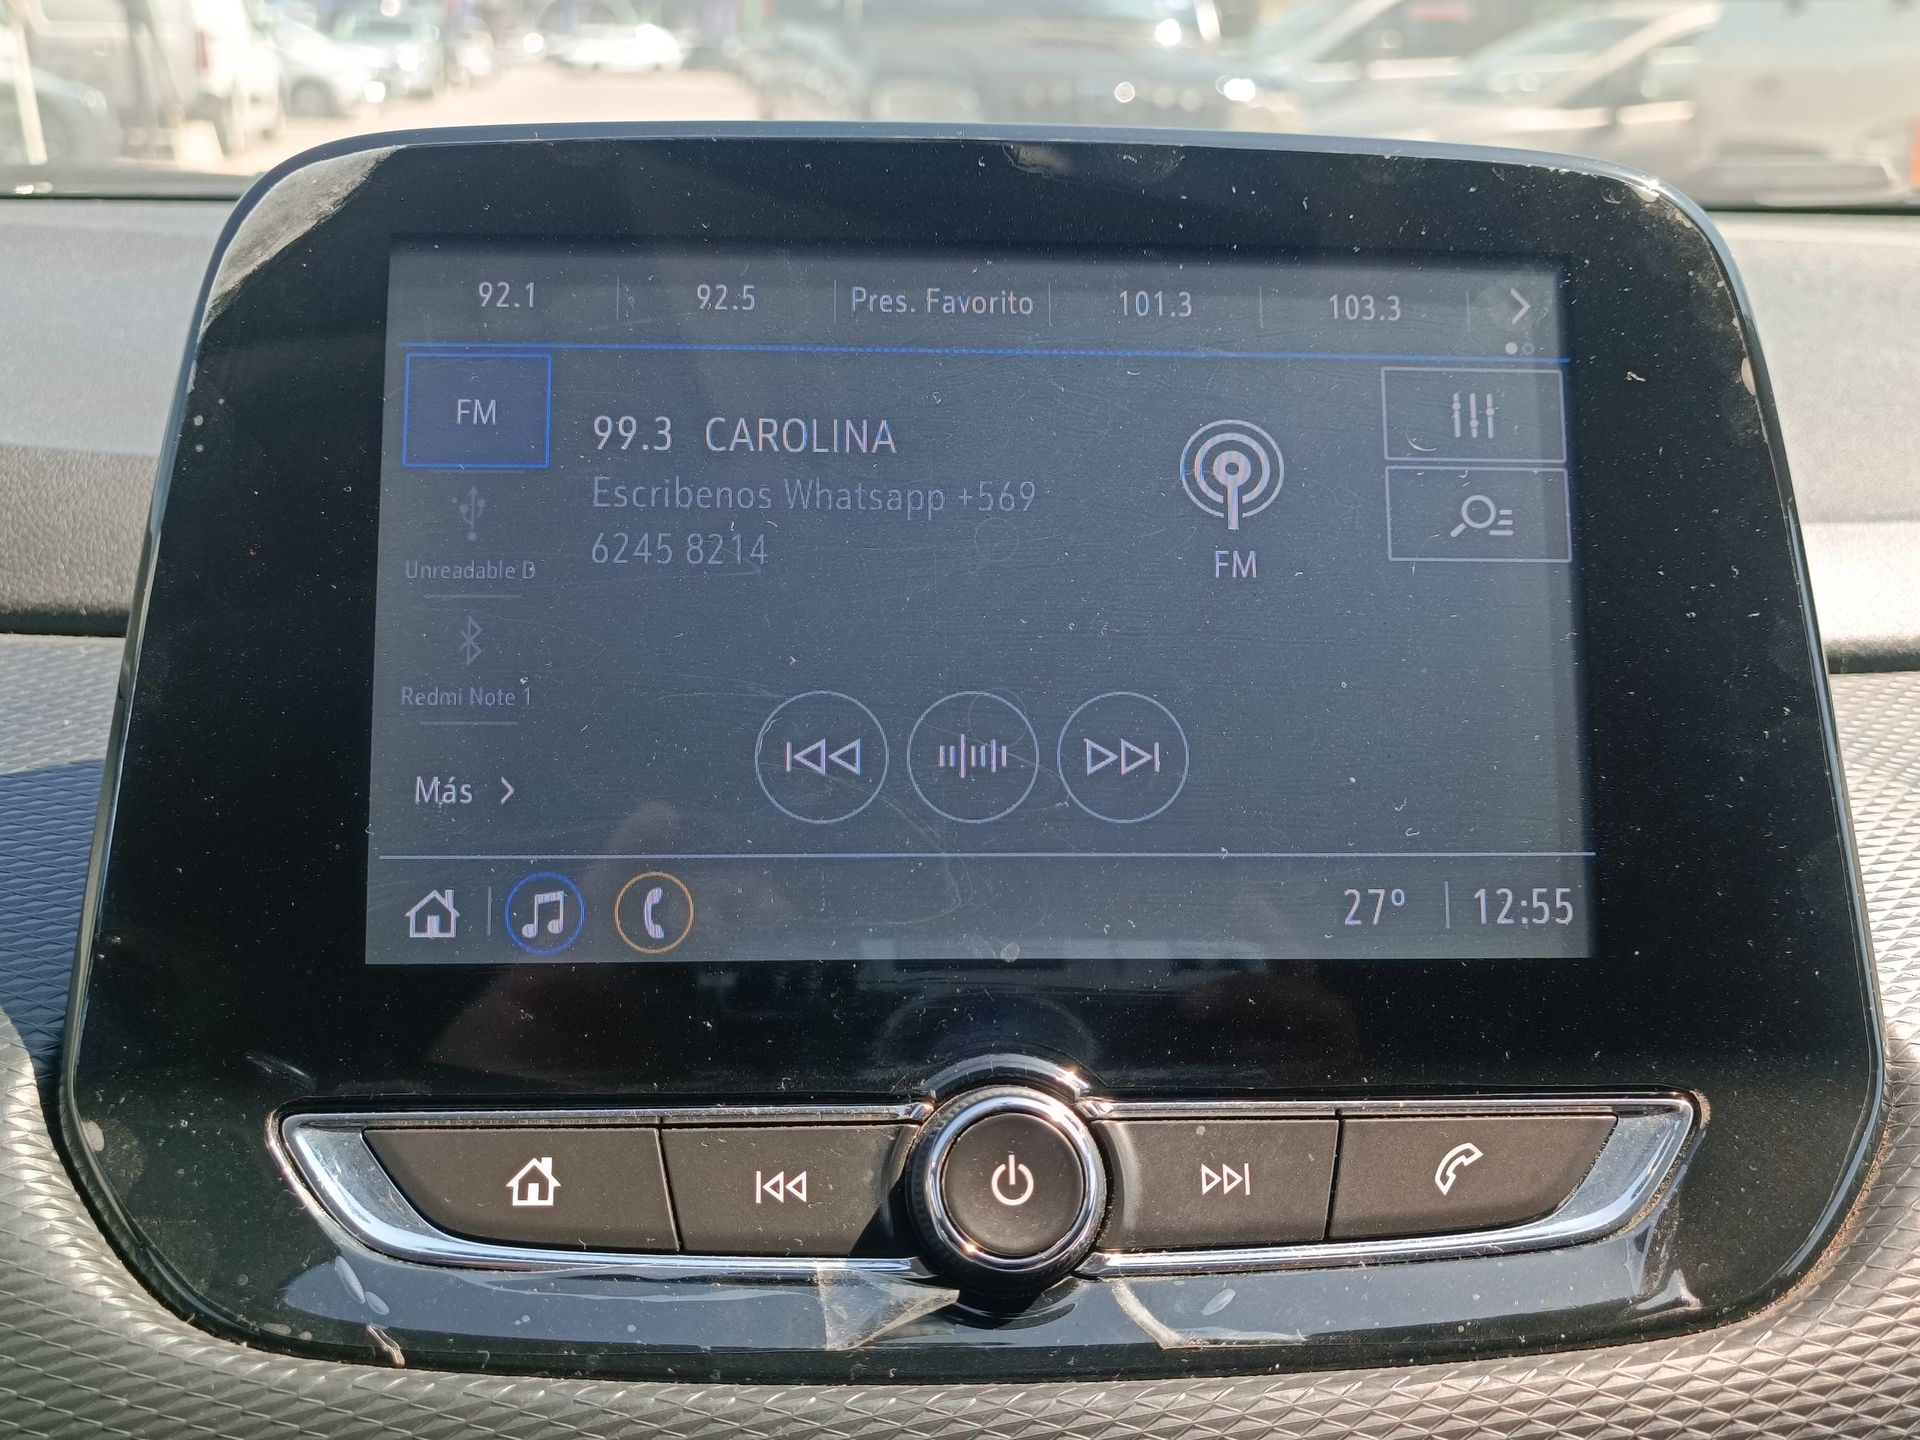 92.1 92.5 Pres. Favorito 101.3 103.3
FM
99.3 CAROLINA
Escribenos Whatsapp +569
6245 8214
FM
Unreadable D
Redmi Note 1
Más
27° 12:55